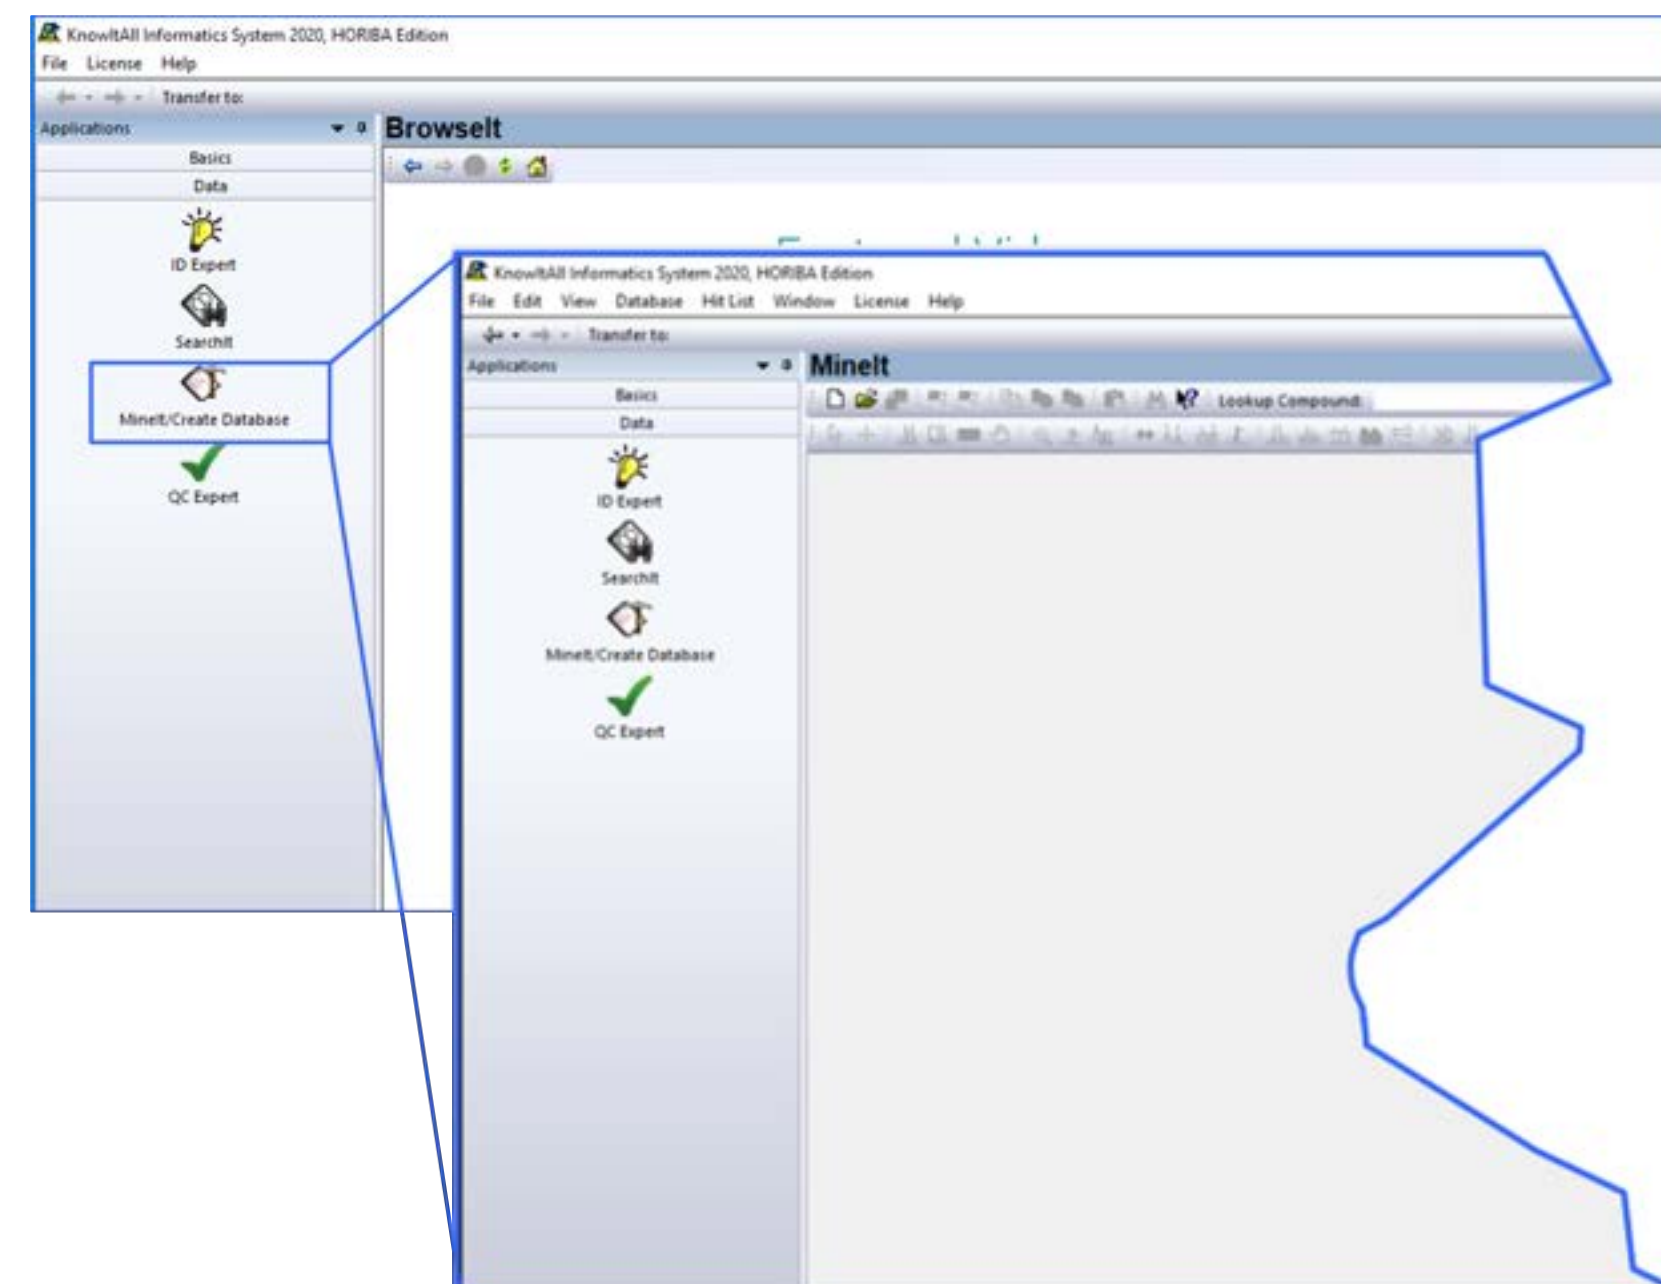 KnowItAll Informatics System 2020, HORIBA Edition
File License Help
Transfer to:
Applications
BrowseIt
Basics
Data
ID Expert
SearchIt
MineIt/Create Database
QC Expert
KnowItAll Informatics System 2020, HORIBA Edition
File Edit View Database Hit List Window License Help
Transfer to:
Applications
MineIt
Basics
Lookup Compound:
Data
ID Expert
SearchIt
MineIt/Create Database
QC Expert